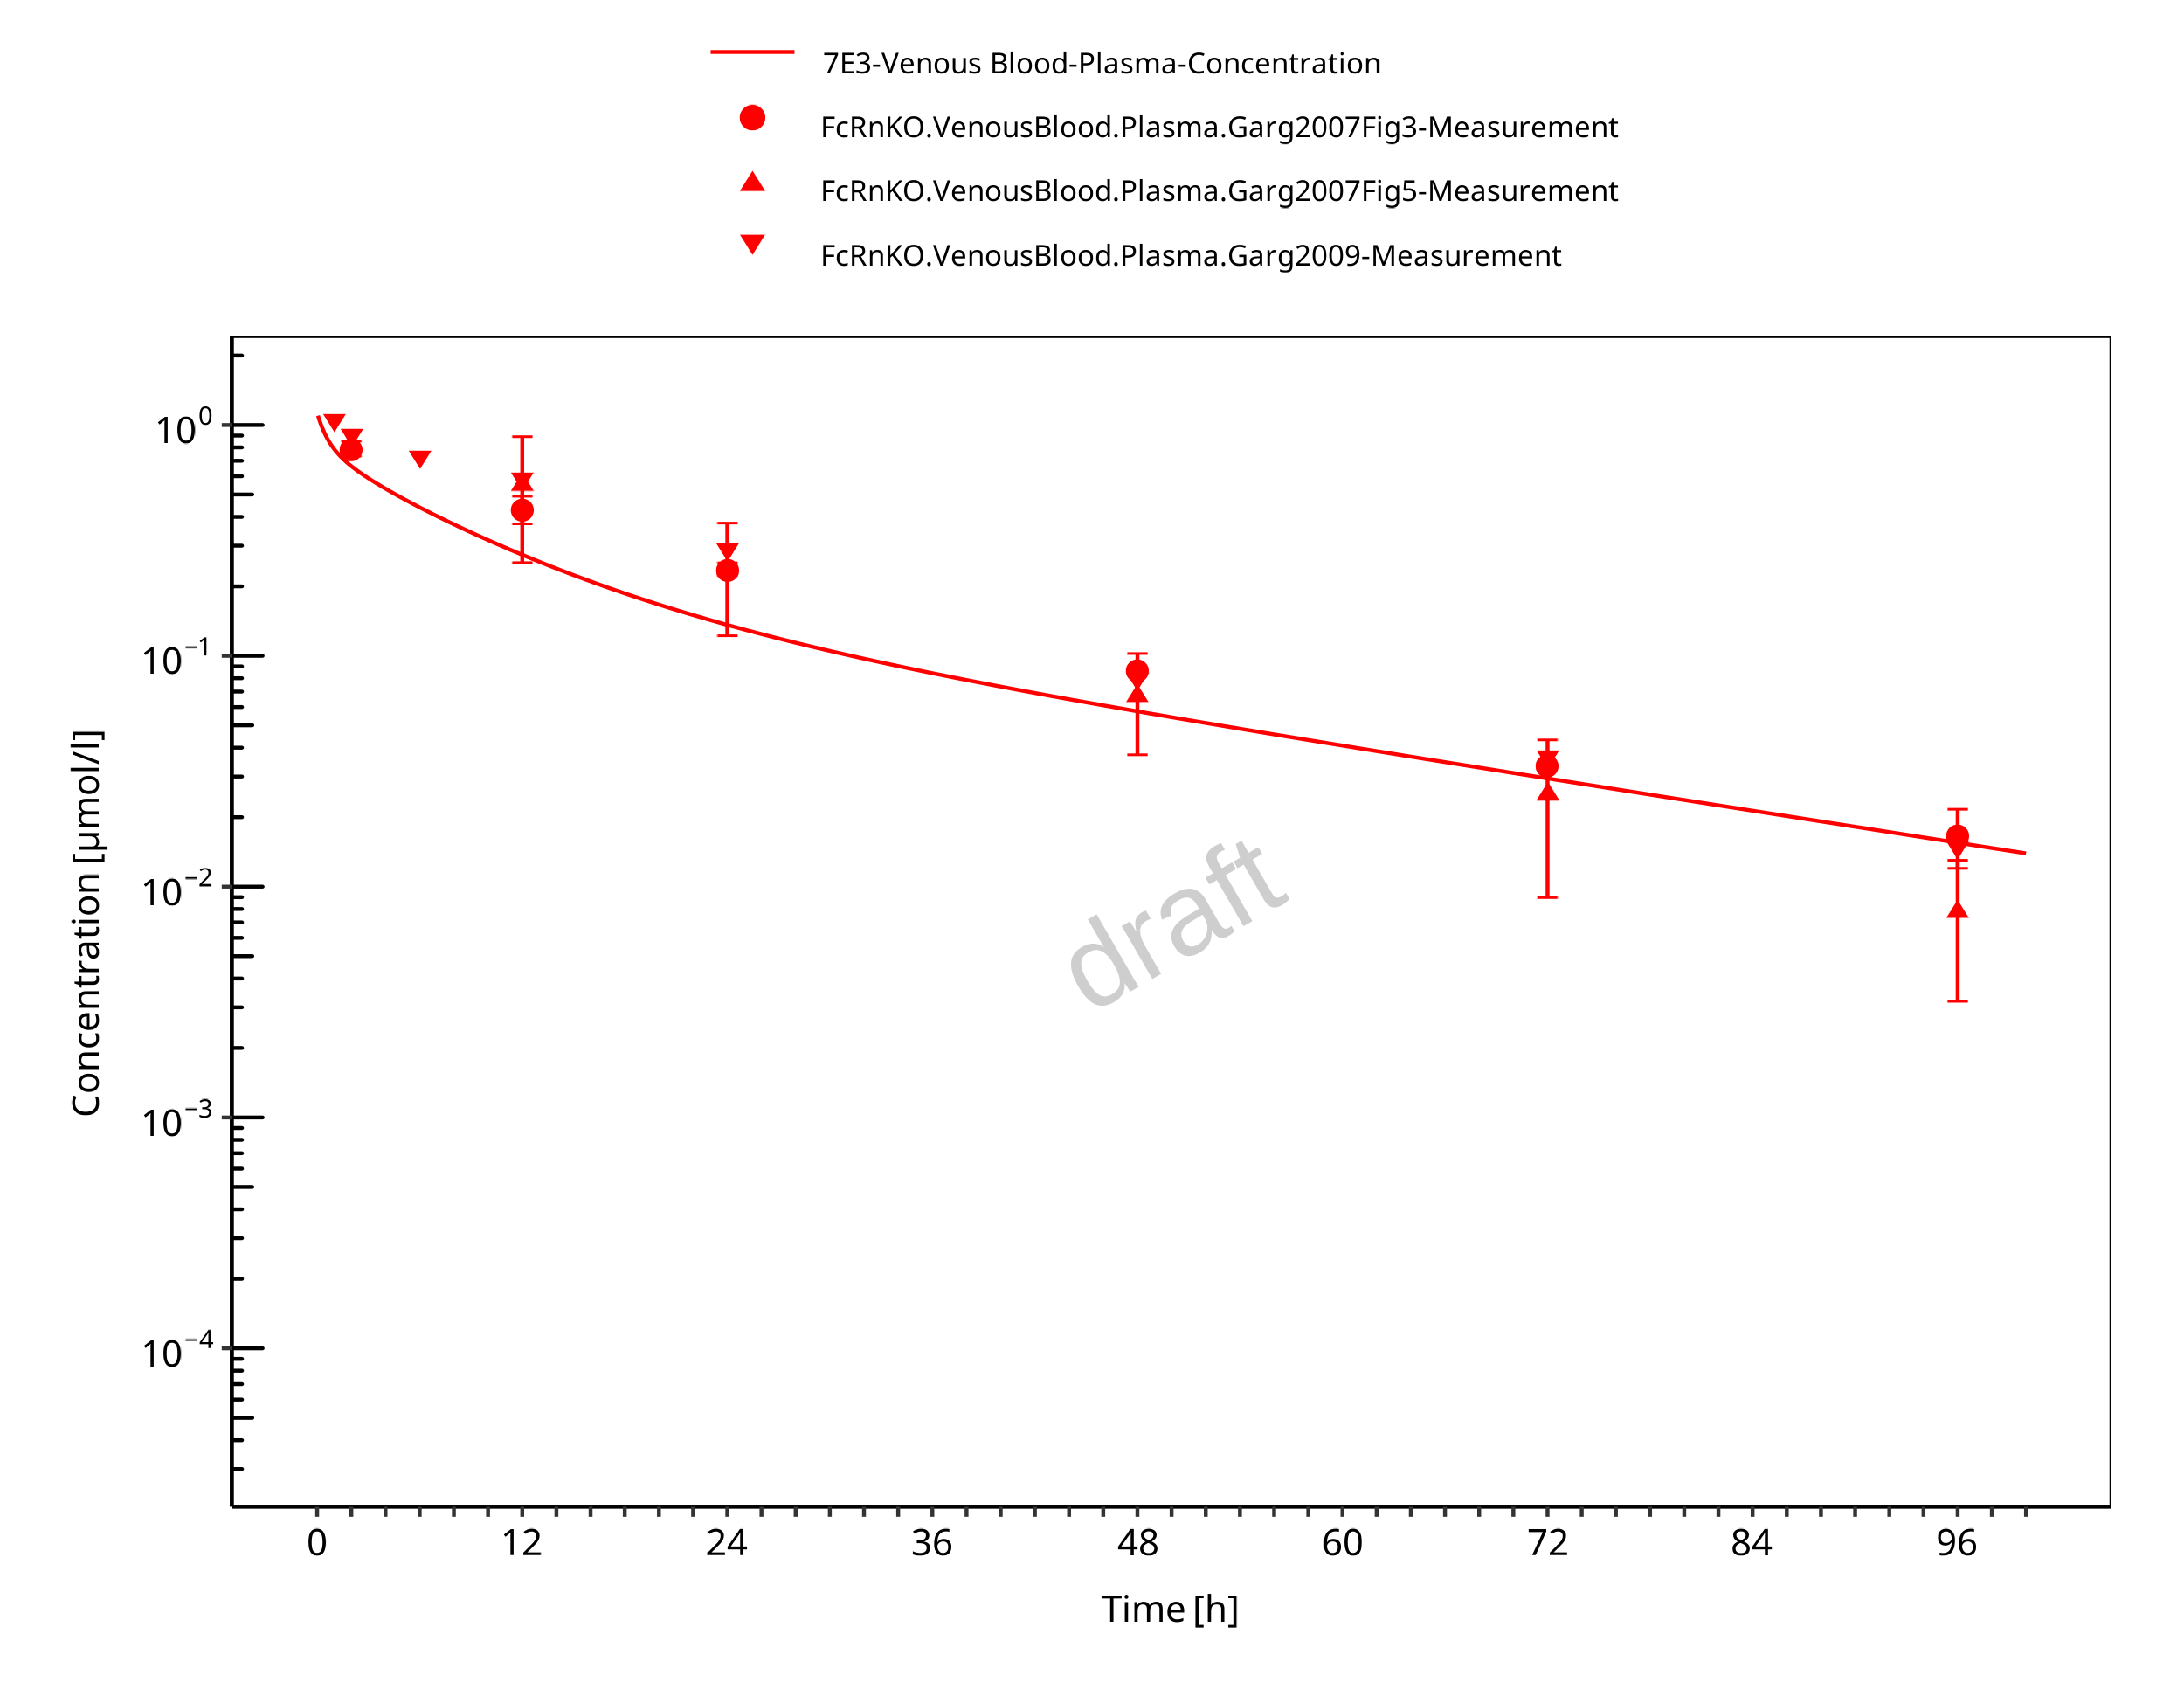 7E3-Venous Blood-Plasma-Concentration
FcRnKO.VenousBlood.Plasma.Garg2007Fig3-Measurement
FcRnKO.VenousBlood.Plasma.Garg2007Fig5-Measurement
FcRnKO.VenousBlood.Plasma.Garg2009-Measurement
10⁰
10⁻¹
10⁻²
10⁻³
10⁻⁴
Concentration [µmol/l]
draft
0 12 24 36 48 60 72 84 96
Time [h]